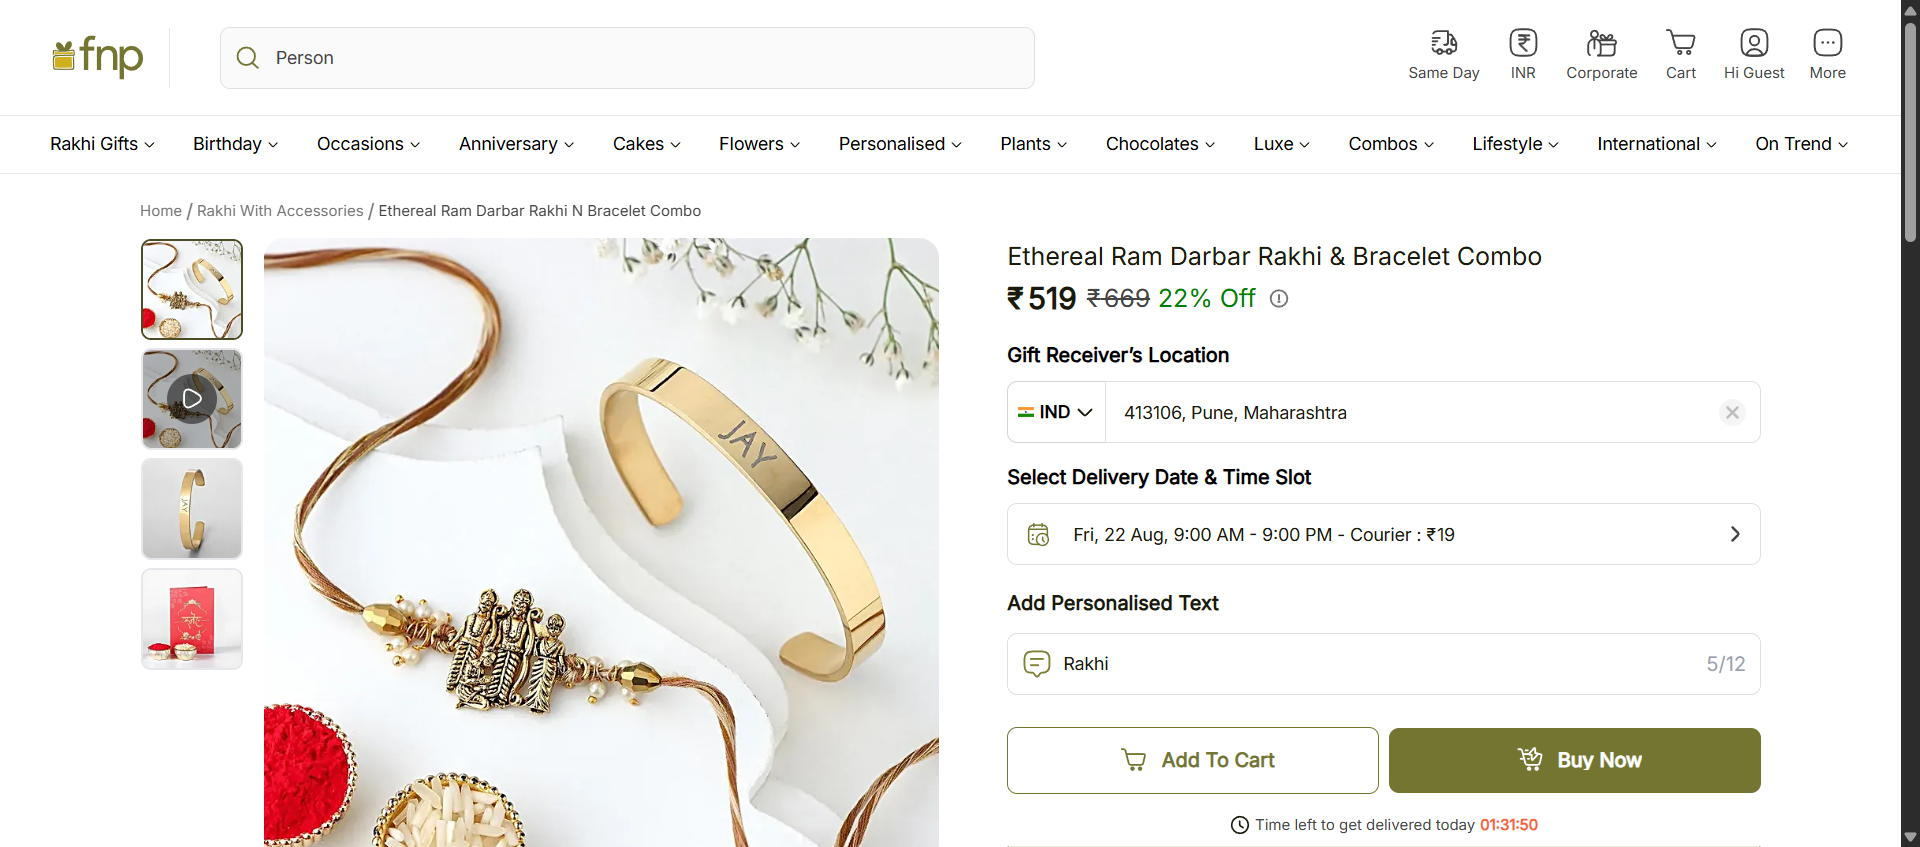 fnp
Person
Same Day
INR
Corporate
Cart
Hi Guest
More
Rakhi Gifts
Birthday
Occasions
Anniversary
Cakes
Flowers
Personalised
Plants
Chocolates
Luxe
Combos
Lifestyle
International
On Trend
Home / Rakhi With Accessories / Ethereal Ram Darbar Rakhi N Bracelet Combo
JAY
Ethereal Ram Darbar Rakhi & Bracelet Combo
₹519 ₹669 22% Off
Gift Receiver's Location
IND
413106, Pune, Maharashtra
Select Delivery Date & Time Slot
Fri, 22 Aug, 9:00 AM - 9:00 PM - Courier : ₹19
Add Personalised Text
Rakhi
5/12
Add To Cart
Buy Now
Time left to get delivered today 01:31:50